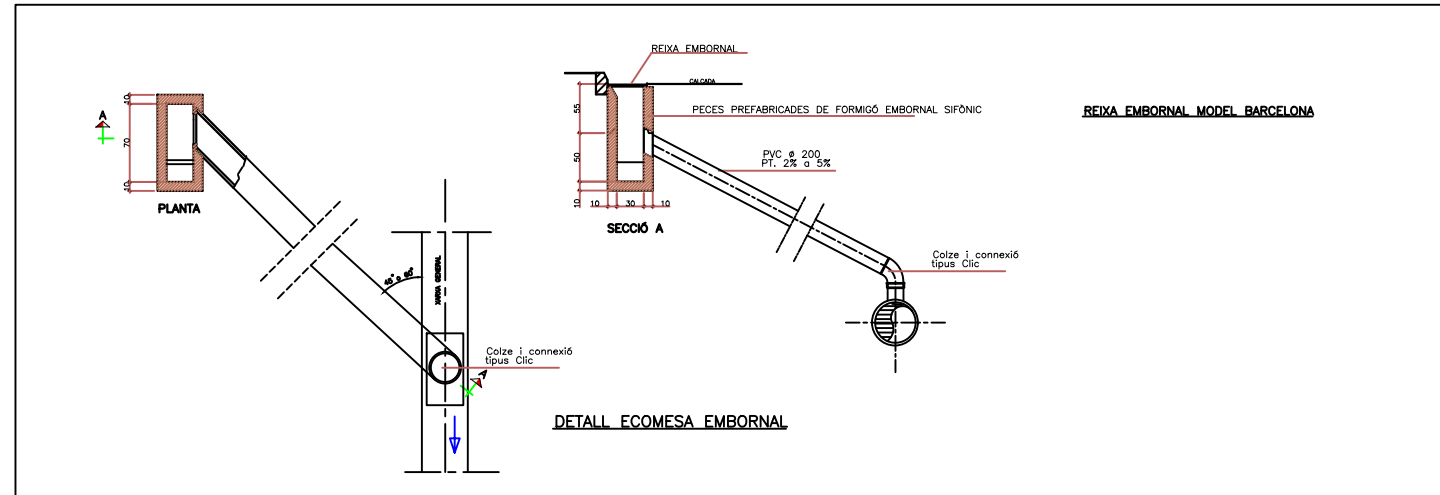 REIXA EMBORNAL
CALÇADA
PECES PREFABRICADES DE FORMIGÓ EMBORNAL SIFÒNIC
REIXA EMBORNAL MODEL BARCELONA
A
10
70
10
PLANTA
55
50
10
10
30
10
SECCIÓ A
PVC ø 200
PT. 2% a 5%
Colze i connexió
tipus Clic
45° o 60°
XARXA GENERAL
Colze i connexió
tipus Clic
A
DETALL ECOMESA EMBORNAL